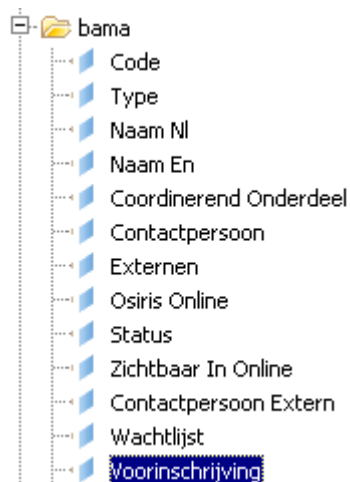 bama
Code
Type
Naam Nl
Naam En
Coordinerend Onderdeel
Contactpersoon
Externen
Osiris Online
Status
Zichtbaar In Online
Contactpersoon Extern
Wachtlijst
Voorinschrijving